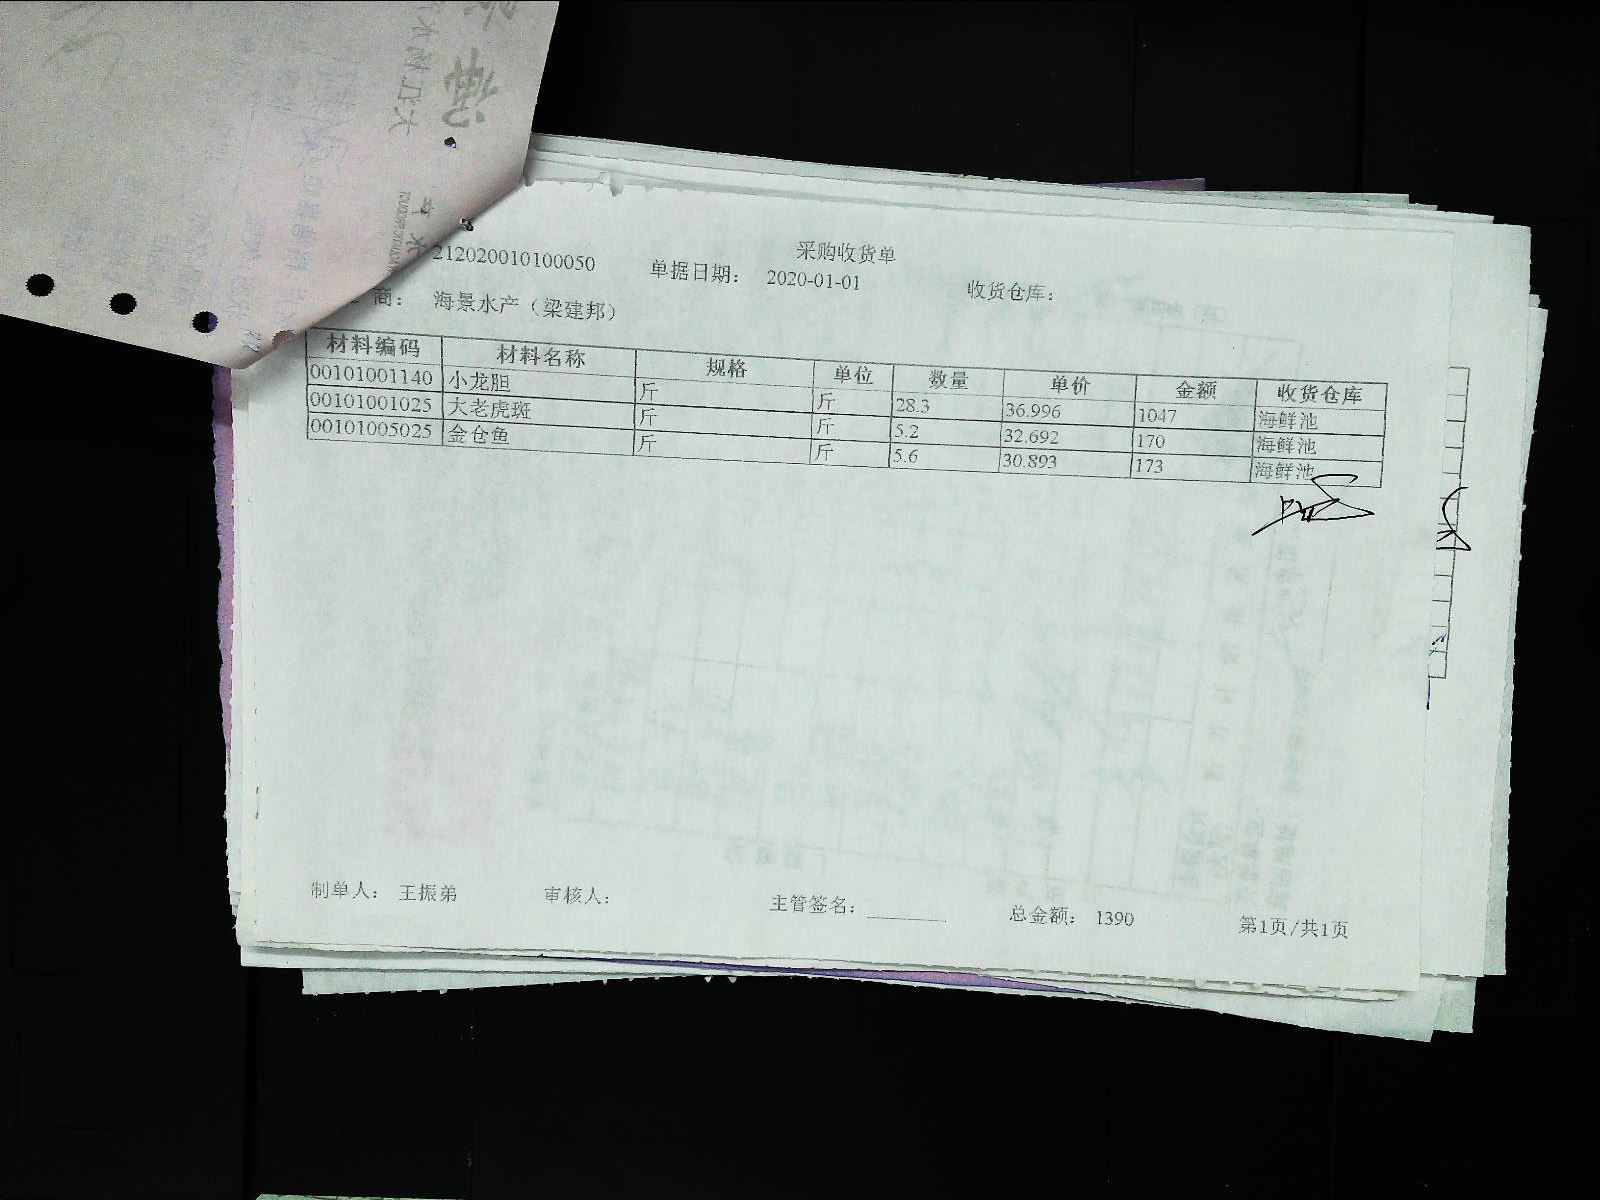 采购收货单
212020010100050 单据日期: 2020-01-01 收货仓库:
商: 海景水产（梁建邦）
材料编码 材料名称 规格 单位 数量 单价 金额 收货仓库
00101001140 小龙胆 斤 斤 28.3 36.996 1047 海鲜池
00101001025 大老虎斑 斤 斤 5.2 32.692 170 海鲜池
00101005025 金仓鱼 斤 斤 5.6 30.893 173 海鲜池
制单人: 王振弟 审核人: 主管签名: 总金额: 1390 第1页/共1页